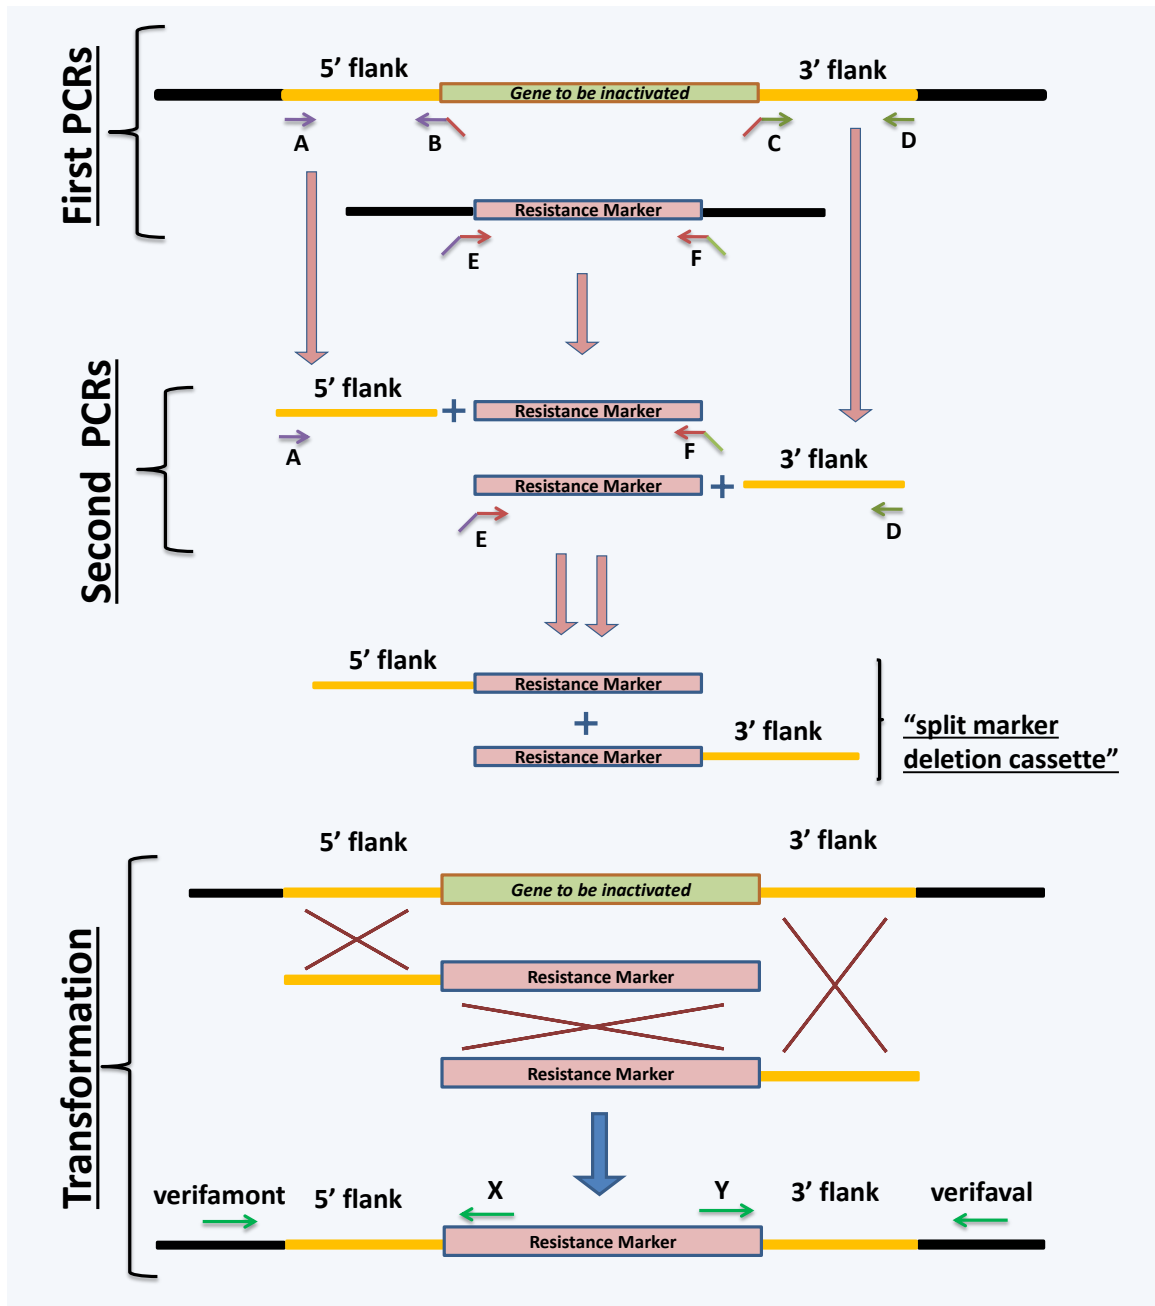 First PCRs
5’ flank
3’ flank
Gene to be inactivated
A
B
C
D
Resistance Marker
E
F
Second PCRs
5’ flank
+
Resistance Marker
A
F
3’ flank
Resistance Marker
+
E
D
5’ flank
Resistance Marker
+
3’ flank
Resistance Marker
“split marker
deletion cassette”
Transformation
5’ flank
3’ flank
Gene to be inactivated
Resistance Marker
Resistance Marker
verifamont
5’ flank
X
Y
3’ flank
verifaval
Resistance Marker